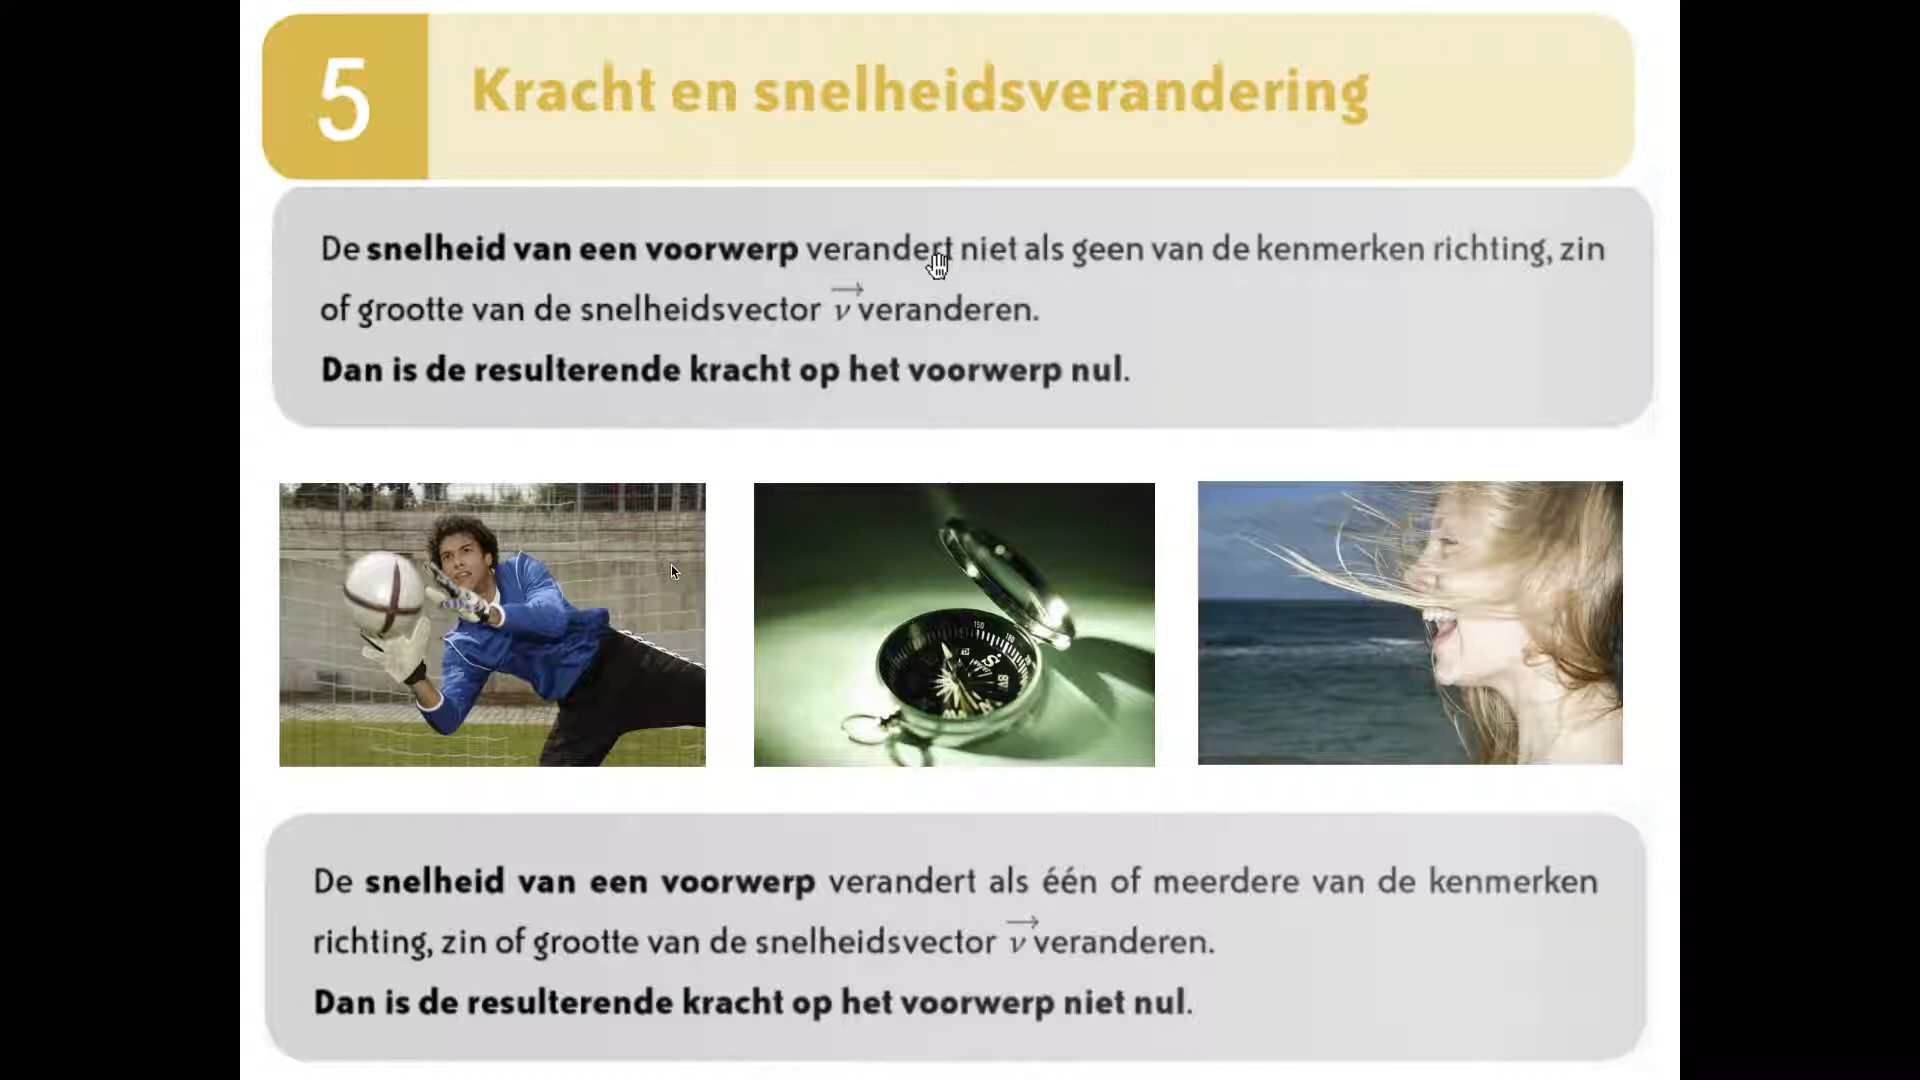 5
Kracht en snelheidsverandering
De snelheid van een voorwerp verandert niet als geen van de kenmerken richting, zin
of grootte van de snelheidsvector v veranderen.
Dan is de resulterende kracht op het voorwerp nul.
150
180
S
De snelheid van een voorwerp verandert als één of meerdere van de kenmerken
richting, zin of grootte van de snelheidsvector v veranderen.
Dan is de resulterende kracht op het voorwerp niet nul.